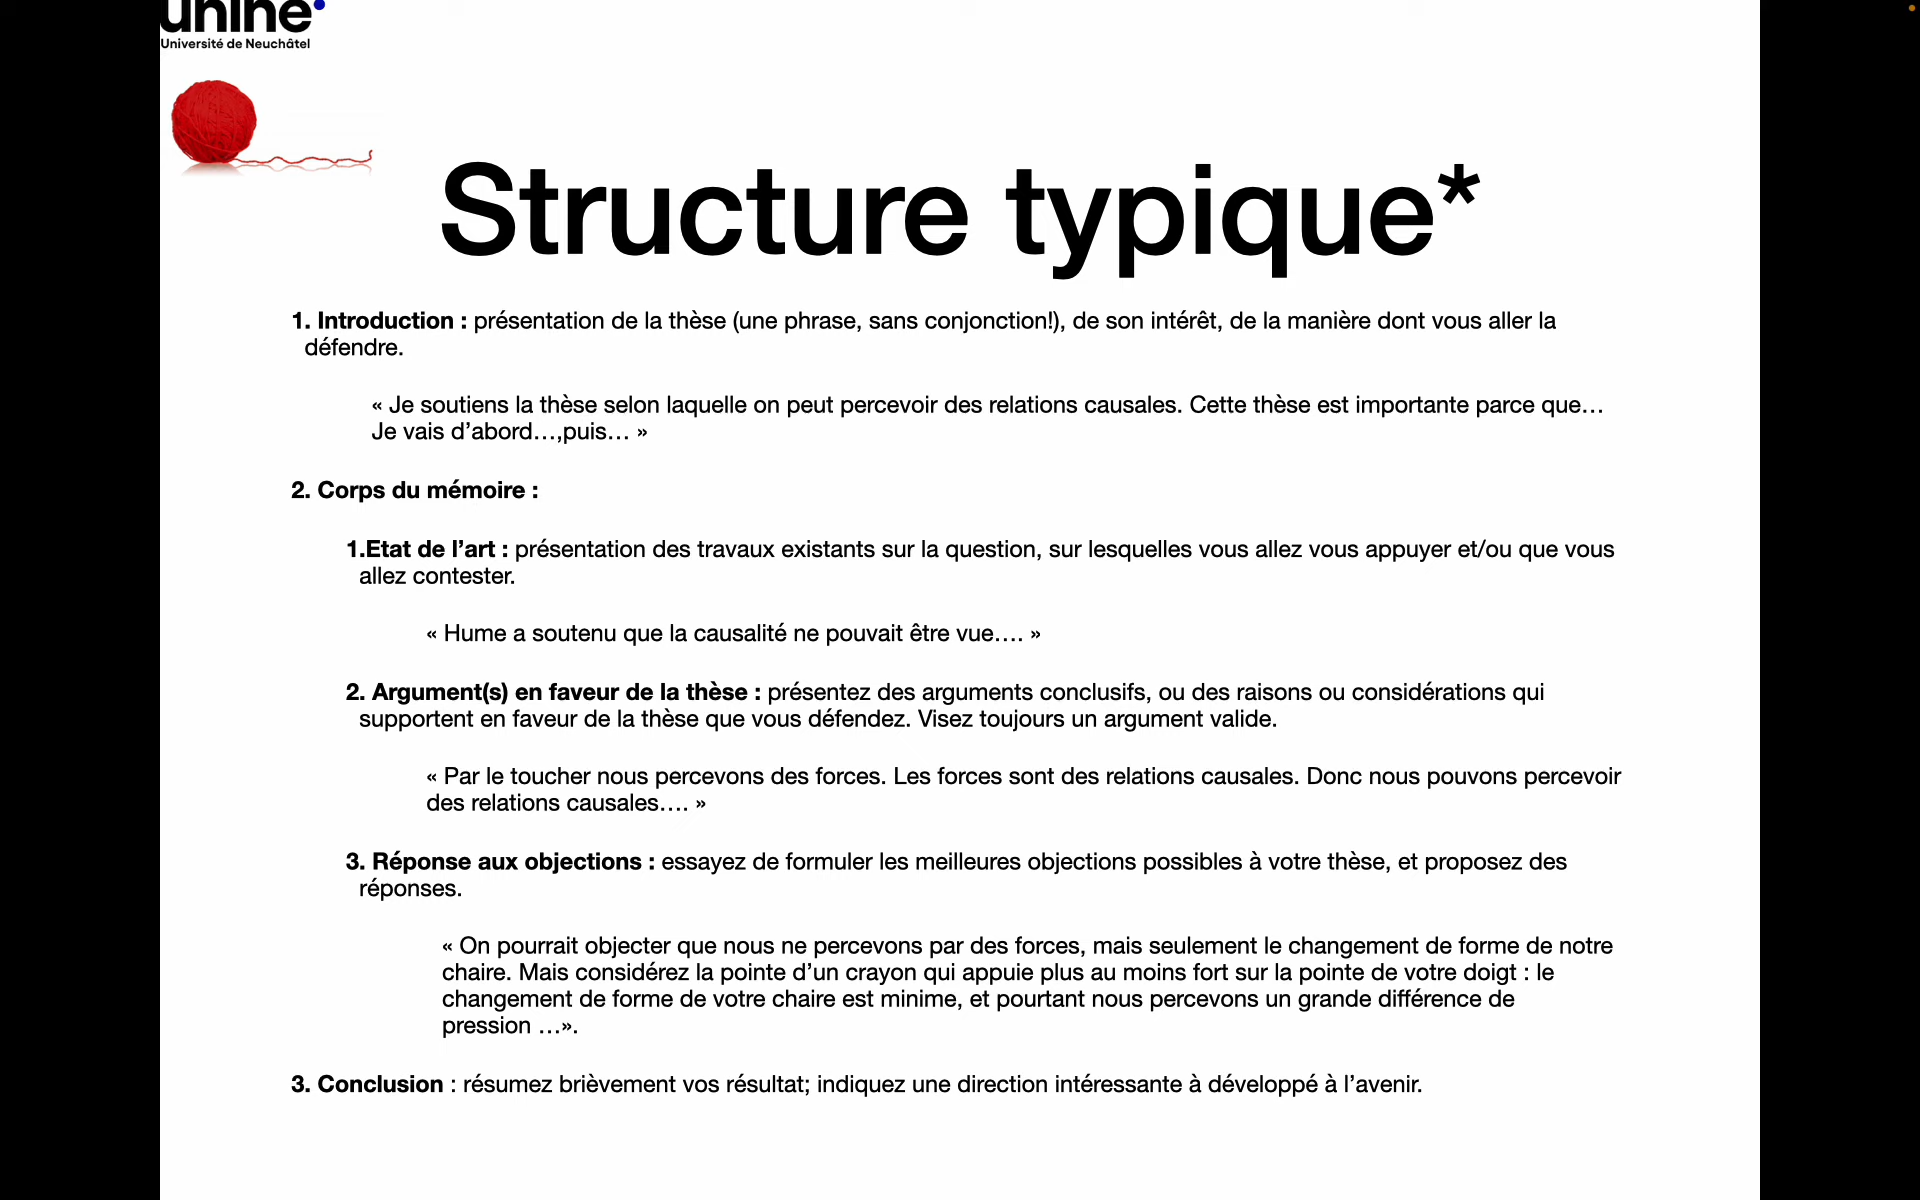 unine
Université de Neuchâtel
Structure typique*
1. Introduction : présentation de la thèse (une phrase, sans conjonction!), de son intérêt, de la manière dont vous aller la
défendre.
« Je soutiens la thèse selon laquelle on peut percevoir des relations causales. Cette thèse est importante parce que…
Je vais d’abord…,puis… »
2. Corps du mémoire :
1.Etat de l’art : présentation des travaux existants sur la question, sur lesquelles vous allez vous appuyer et/ou que vous
allez contester.
« Hume a soutenu que la causalité ne pouvait être vue…. »
2. Argument(s) en faveur de la thèse : présentez des arguments conclusifs, ou des raisons ou considérations qui
supportent en faveur de la thèse que vous défendez. Visez toujours un argument valide.
« Par le toucher nous percevons des forces. Les forces sont des relations causales. Donc nous pouvons percevoir
des relations causales…. »
3. Réponse aux objections : essayez de formuler les meilleures objections possibles à votre thèse, et proposez des
réponses.
« On pourrait objecter que nous ne percevons par des forces, mais seulement le changement de forme de notre
chaire. Mais considérez la pointe d’un crayon qui appuie plus au moins fort sur la pointe de votre doigt : le
changement de forme de votre chaire est minime, et pourtant nous percevons un grande différence de
pression …».
3. Conclusion : résumez brièvement vos résultat; indiquez une direction intéressante à développé à l’avenir.